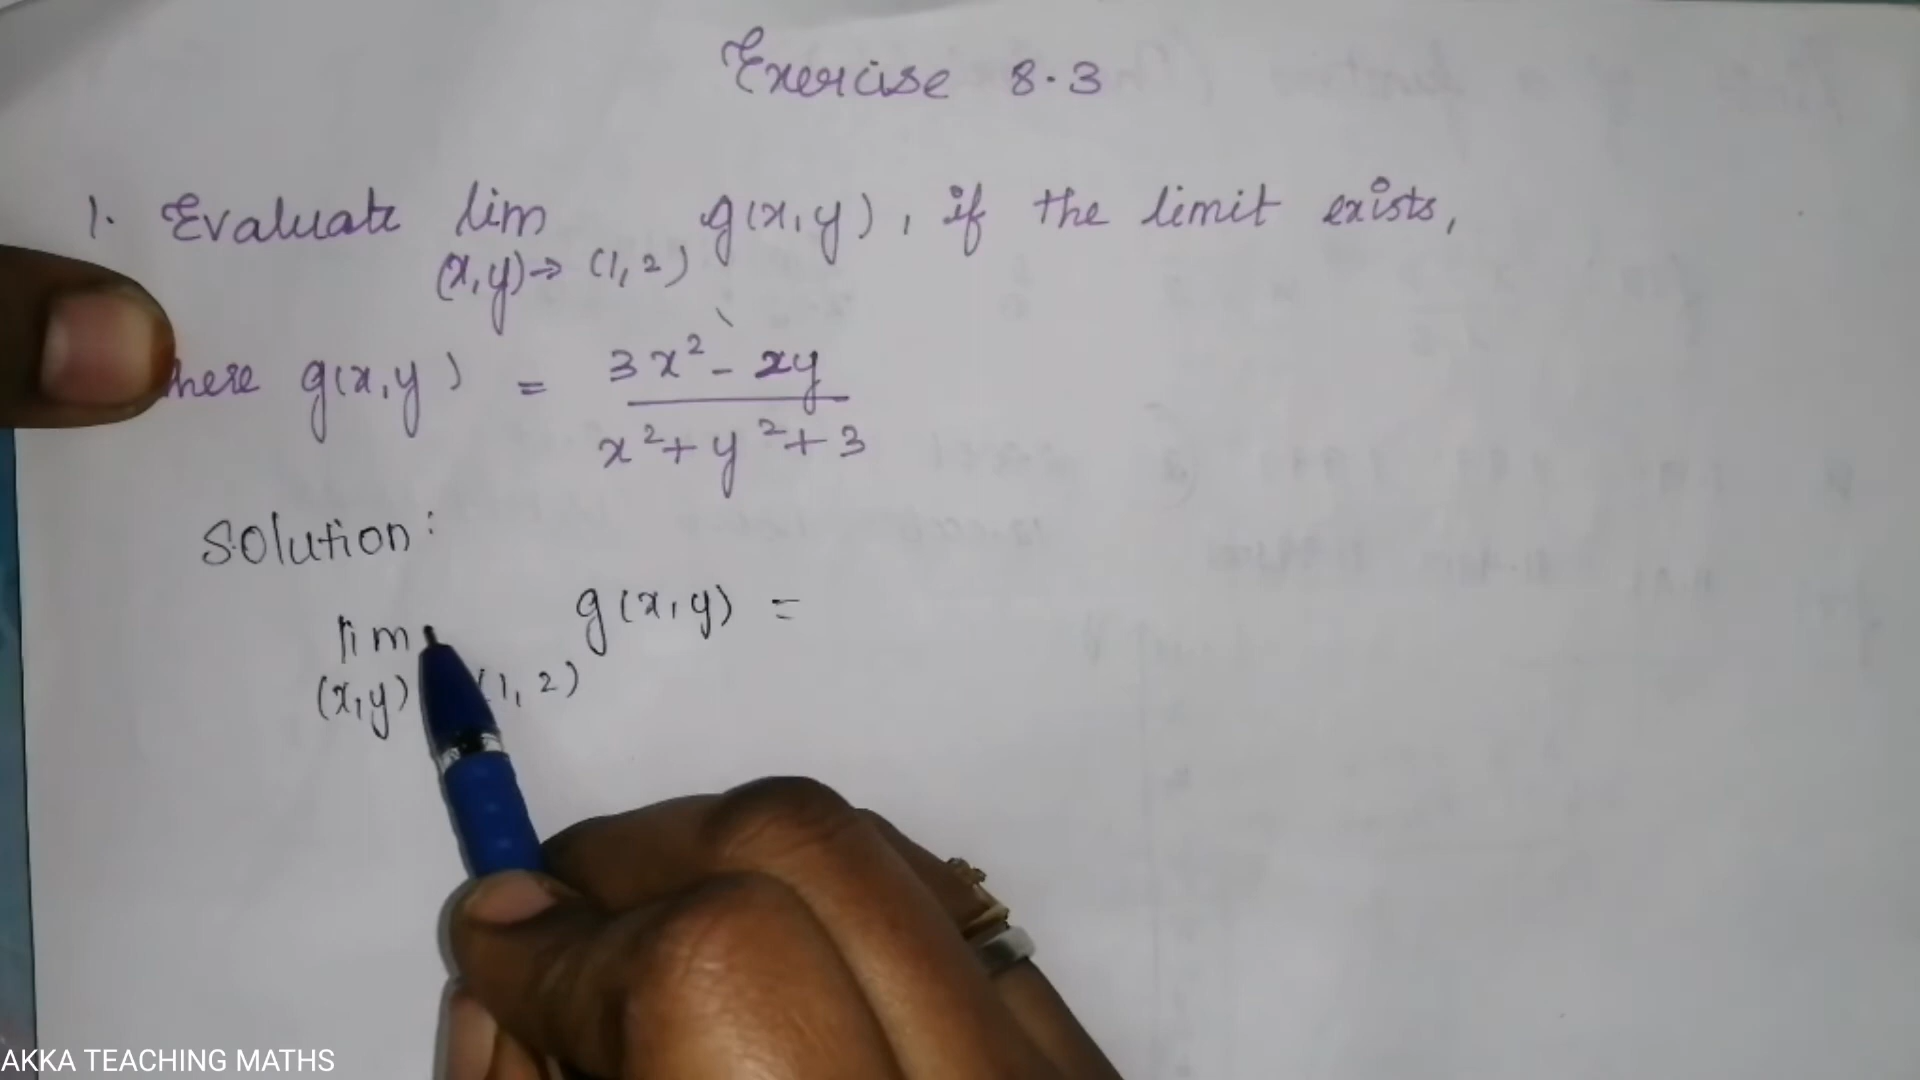 Exercise 8.3
1. Evaluate lim g(x,y), if the limit exists,
(x,y)→(1,2)
here g(x,y) = 3x²-xy
x²+y²+3
Solution:
lim g(x,y) =
(x,y) (1,2)
AKKA TEACHING MATHS